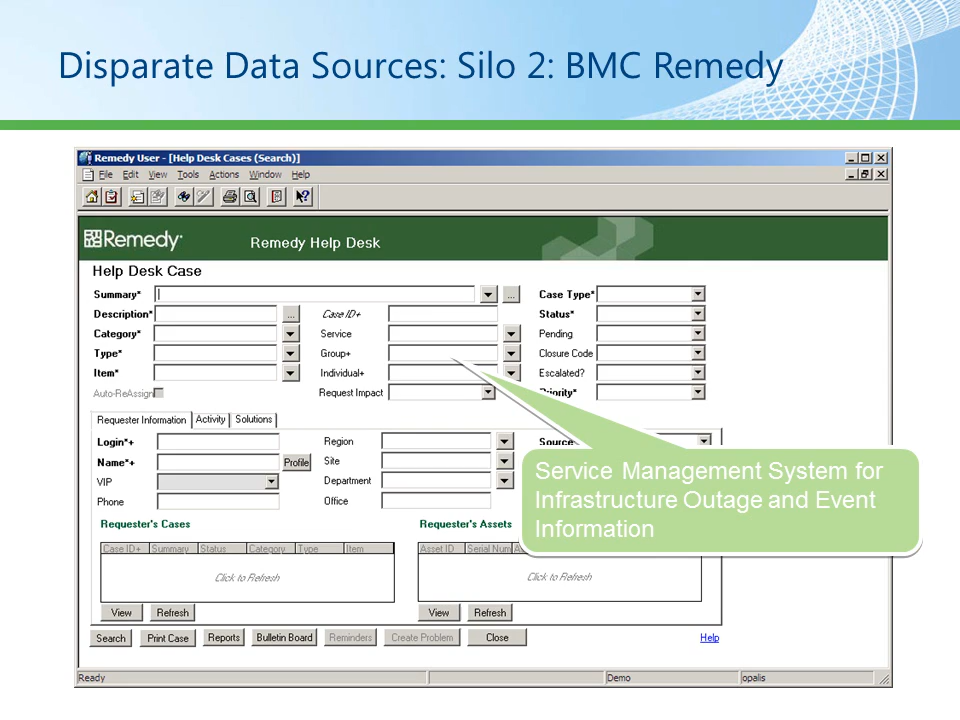 Disparate Data Sources: Silo 2: BMC Remedy
Remedy User - [Help Desk Cases (Search)]
File Edit View Tools Actions Window Help
Remedy
Remedy Help Desk
Help Desk Case
Summary* ... Case Type*
Description* ... Case ID+ Status*
Category* Service Pending
Type* Group+ Closure Code
Item* Individual+ Escalated?
Auto-ReAssign Request Impact Priority*
Requester Information Activity Solutions
Login*+ Region Source
Name*+ Profile Site
VIP Department
Phone Office
Service Management System for
Infrastructure Outage and Event
Information
Requester's Cases Requester's Assets
Case ID+ Summary Status Category Type Item Asset ID Serial Num
Click to Refresh Click to Refresh
View Refresh View Refresh
Search Print Case Reports Bulletin Board Reminders Create Problem Close Help
Ready Demo opalis